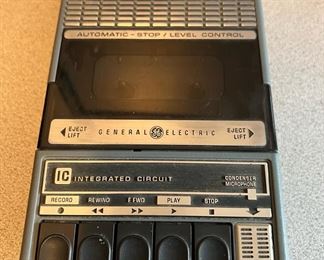 AUTOMATIC - STOP / LEVEL CONTROL
◄ EJECT LIFT GENERAL GE ELECTRIC EJECT LIFT ►
IC INTEGRATED CIRCUIT CONDENSER MICROPHONE
RECORD REWIND F FWD PLAY STOP
● ◄◄ ►► ► ■